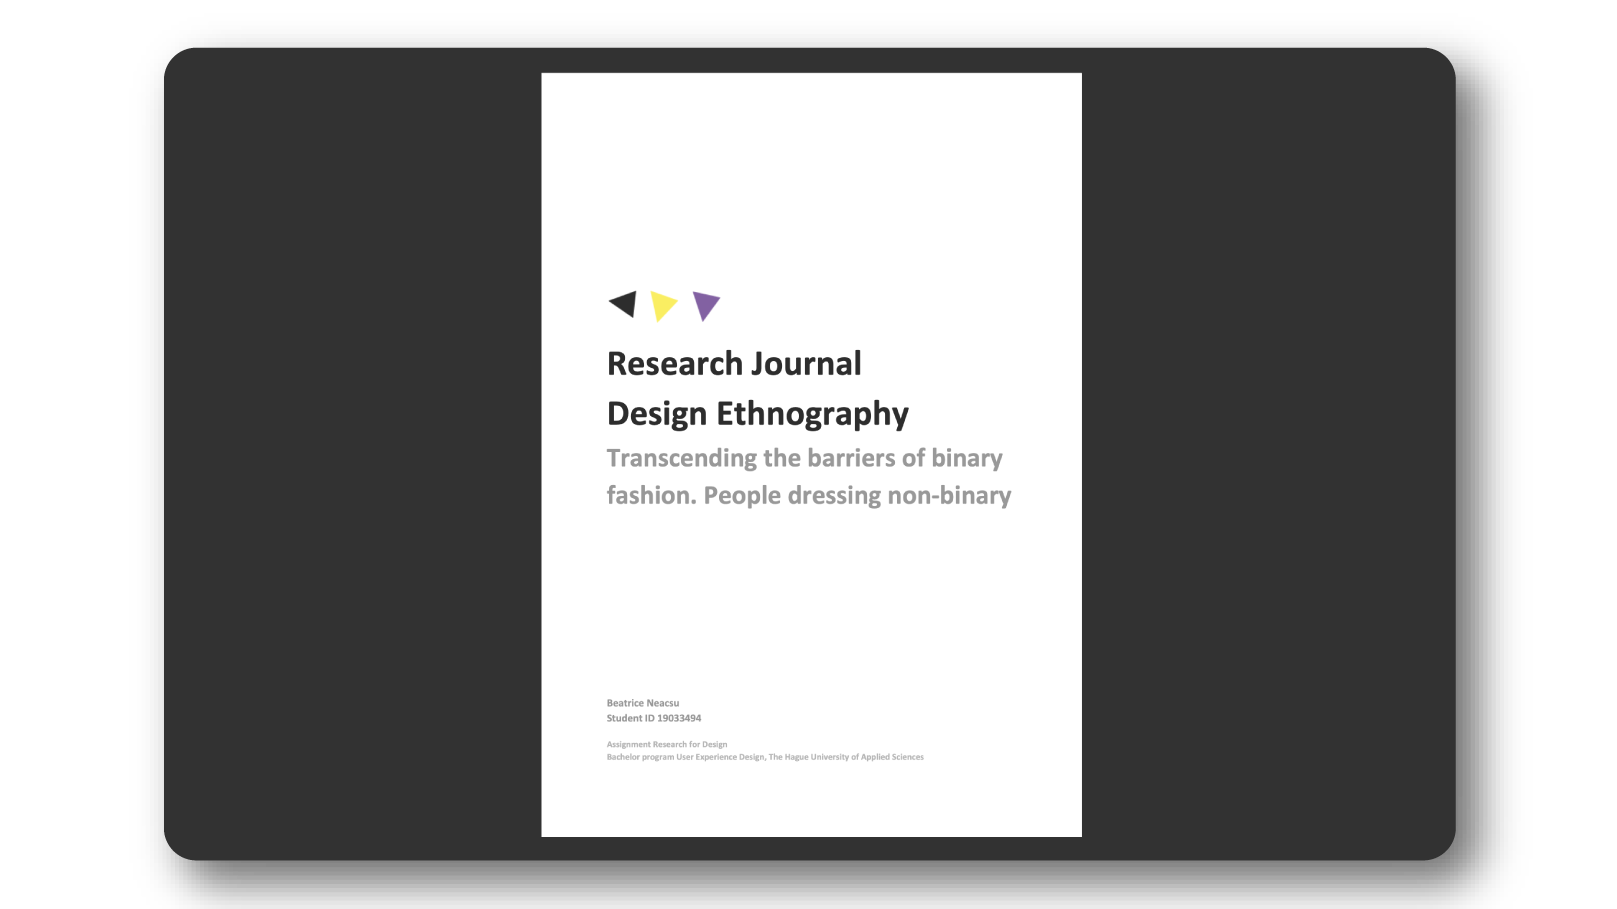 Research Journal
Design Ethnography
Transcending the barriers of binary
fashion. People dressing non-binary
Beatrice Neacsu
Student ID 19033494
Assignment Research for Design
Bachelor program User Experience Design, The Hague University of Applied Sciences